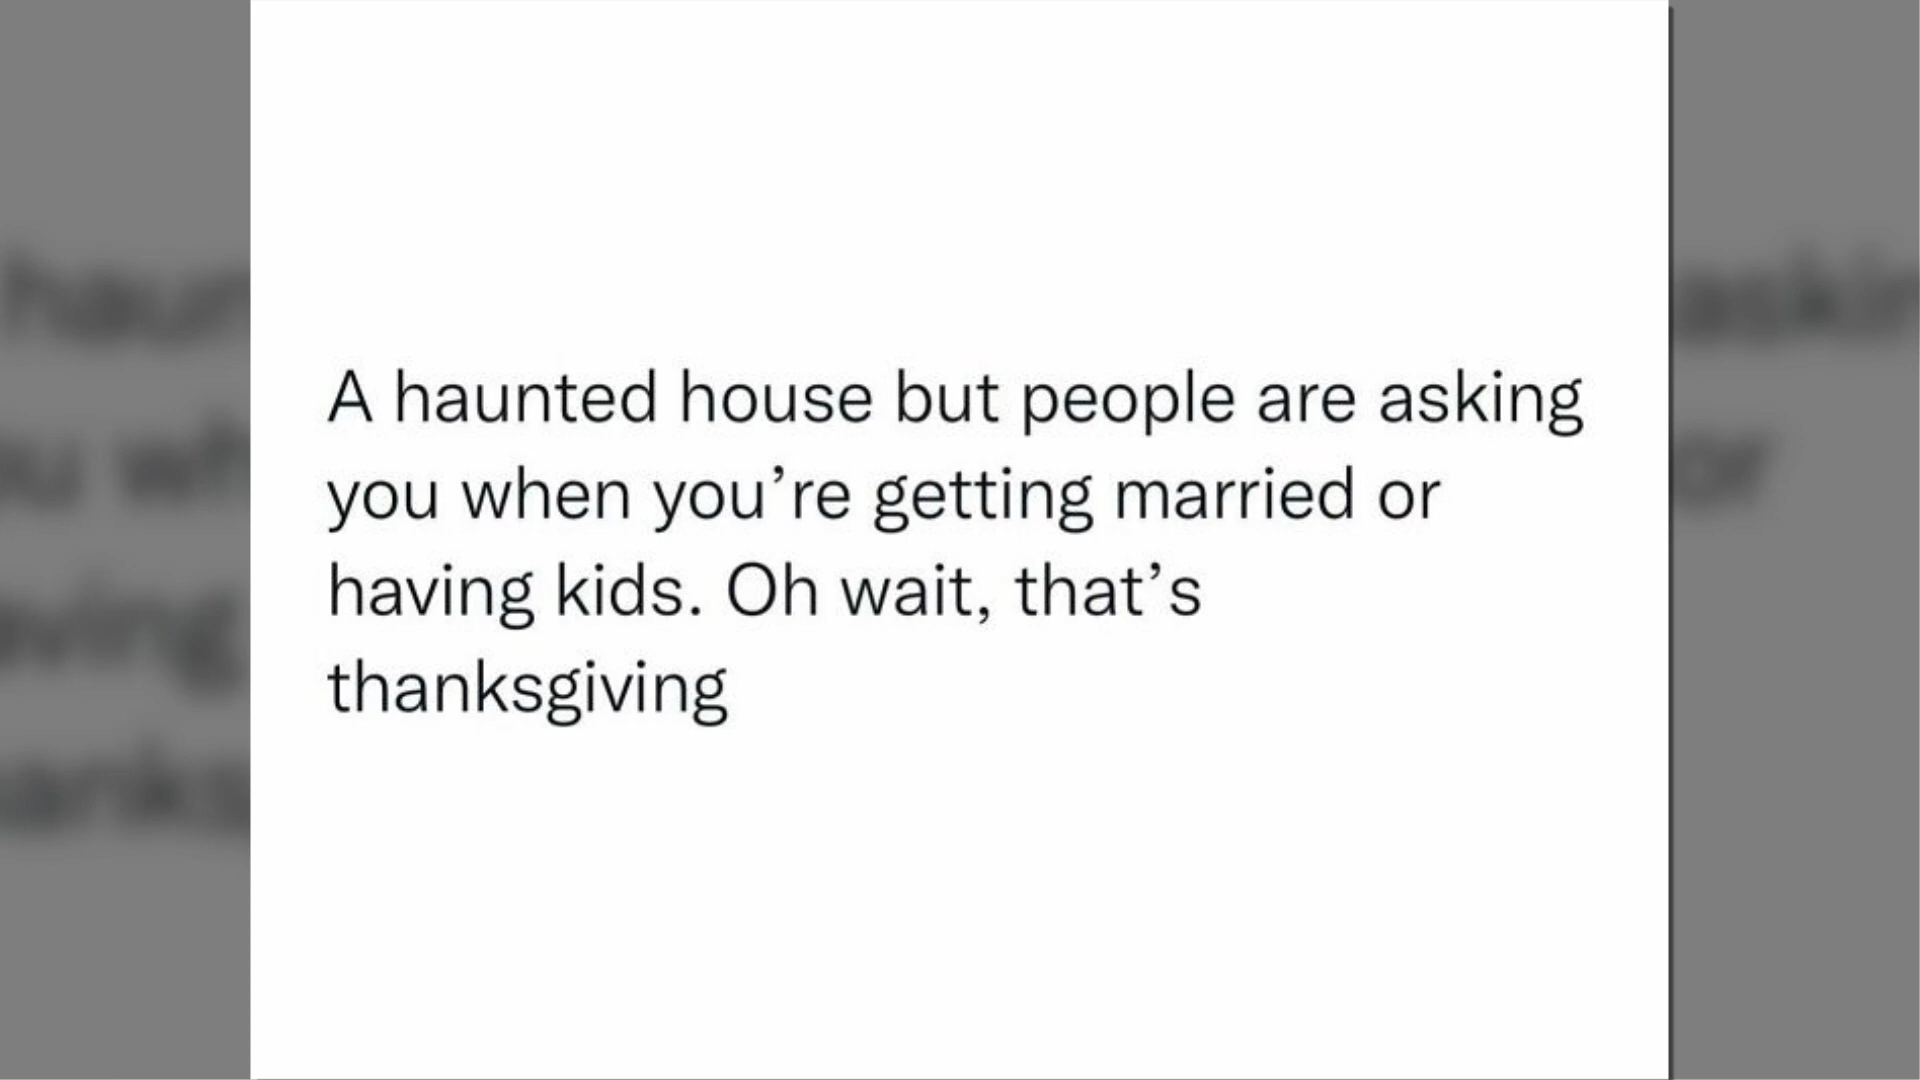 A haunted house but people are asking
you when you’re getting married or
having kids. Oh wait, that’s
thanksgiving